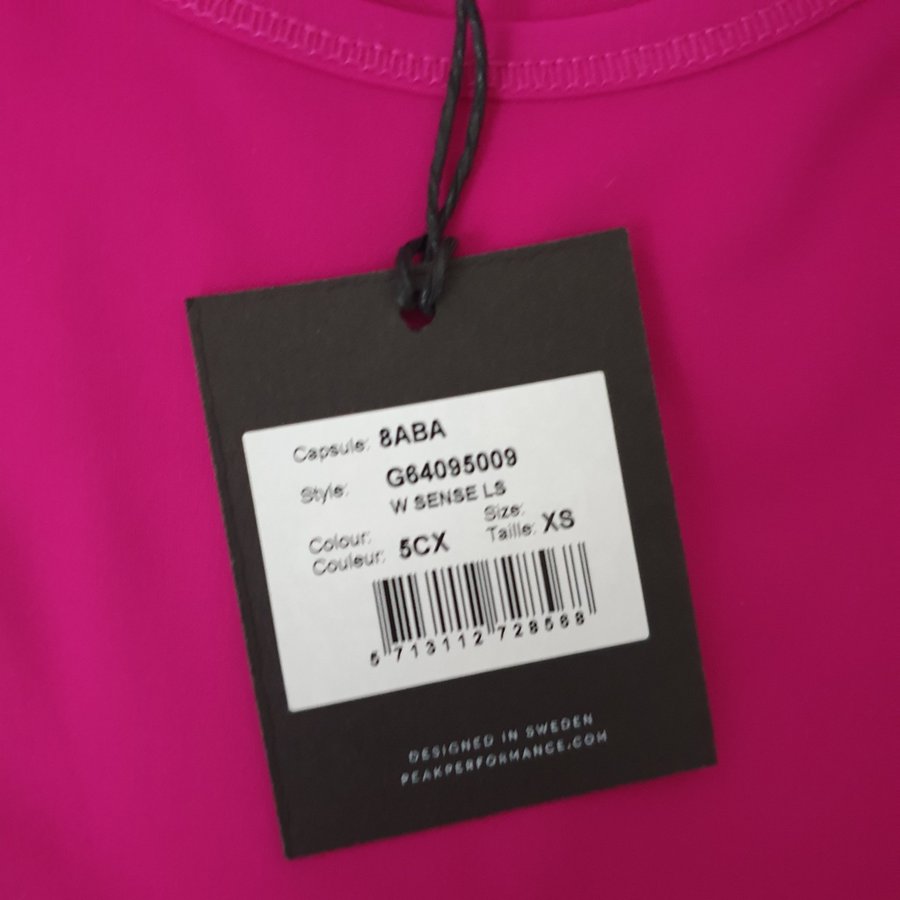 Capsule: 8ABA
Style: G64095009
W SENSE LS
Colour: Size:
Couleur: 5CX Taille: XS
5 713112 728568
DESIGNED IN SWEDEN
PEAKPERFORMANCE.COM